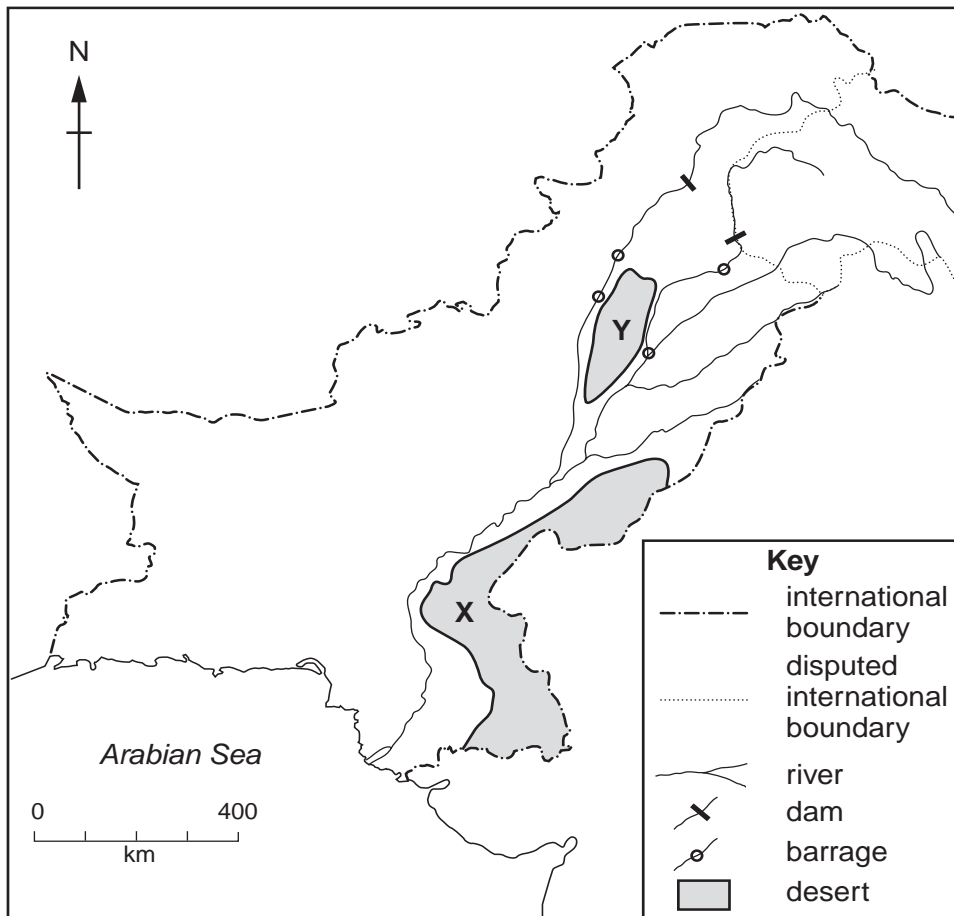 N
Y
X
Arabian Sea
0 400
km
Key
international
boundary
disputed
international
boundary
river
dam
barrage
desert